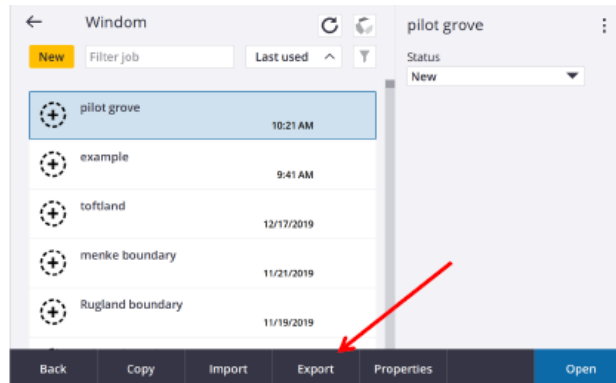 Windom
New
Filter job
Last used
pilot grove
10:21 AM
example
9:41 AM
toftland
12/17/2019
menke boundary
11/21/2019
Rugland boundary
11/19/2019
pilot grove
Status
New
Back
Copy
Import
Export
Properties
Open